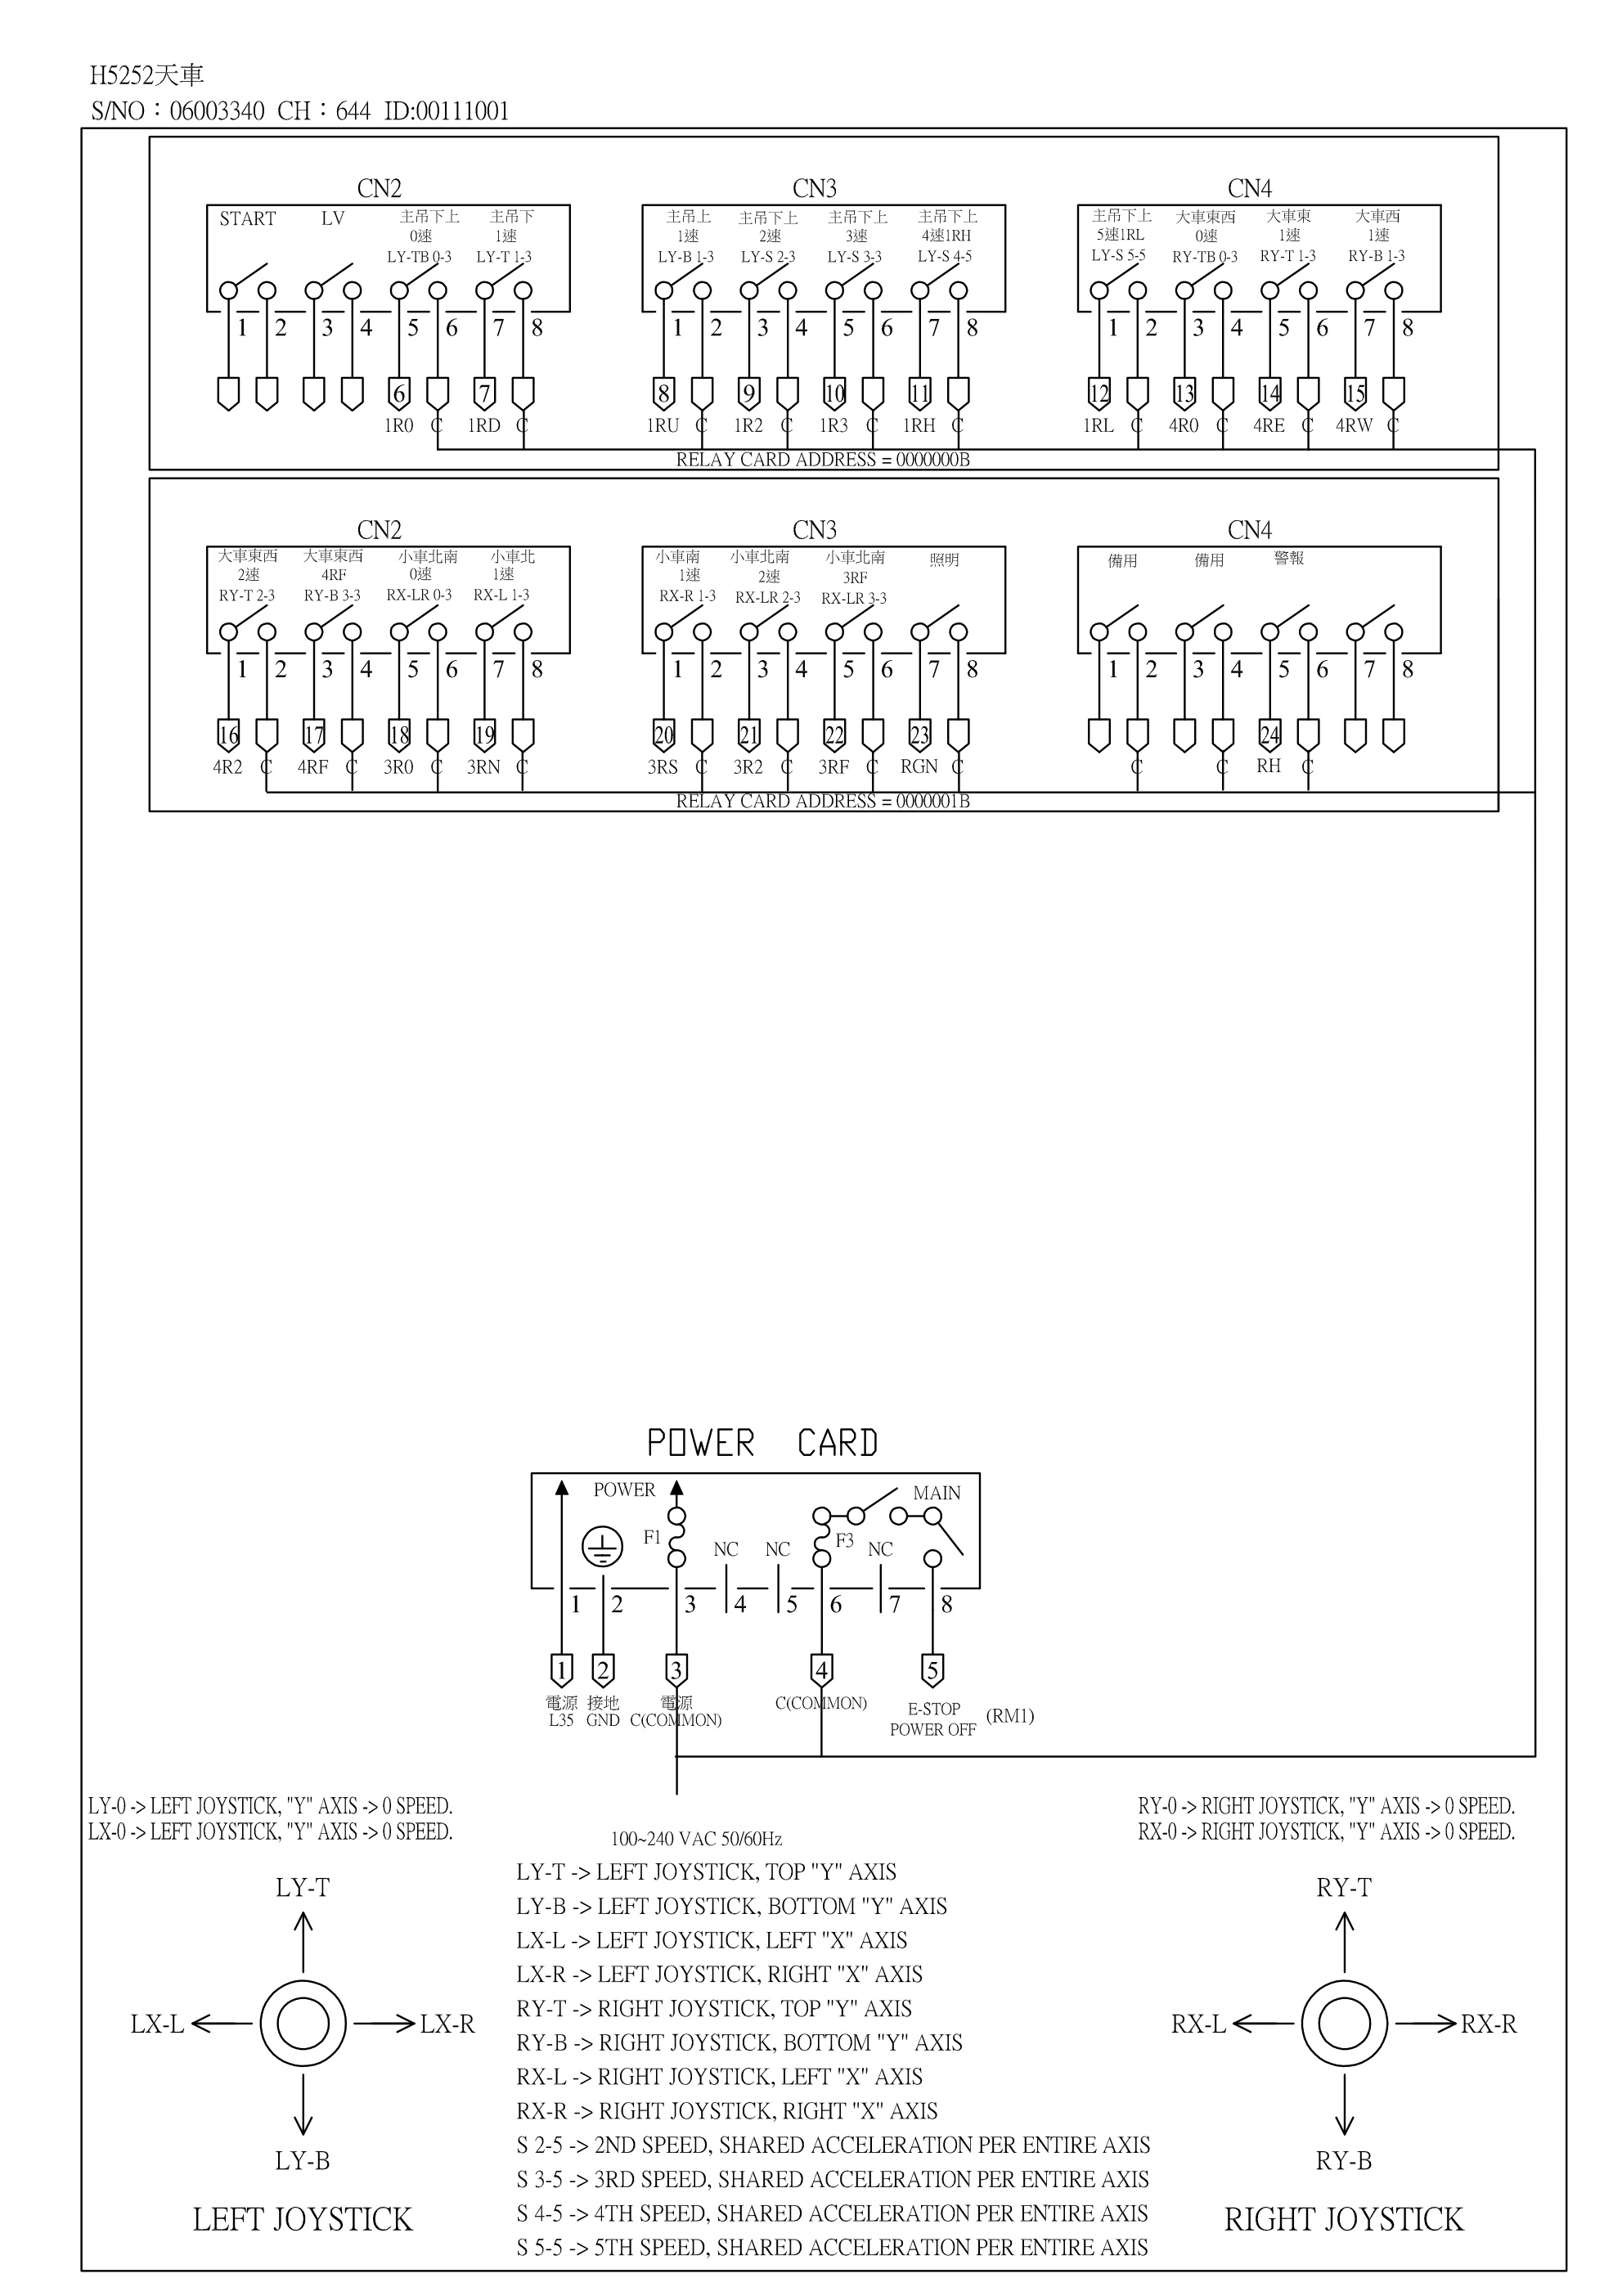 H5252天車
S/NO：06003340 CH：644 ID:00111001
CN2 CN3 CN4
START LV 主吊下上 主吊下 主吊上 主吊下上 主吊下上 主吊下上 主吊下上 大車東西 大車東 大車西
0速 1速 1速 2速 3速 4速1RH 5速1RL 0速 1速 1速
LY-TB 0-3 LY-T 1-3 LY-B 1-3 LY-S 2-3 LY-S 3-3 LY-S 4-5 LY-S 5-5 RY-TB 0-3 RY-T 1-3 RY-B 1-3
1 2 3 4 5 6 7 8 1 2 3 4 5 6 7 8 1 2 3 4 5 6 7 8
6 7 8 9 10 11 12 13 14 15
1R0 C 1RD C 1RU C 1R2 C 1R3 C 1RH C 1RL C 4R0 C 4RE C 4RW C
RELAY CARD ADDRESS = 0000000B
CN2 CN3 CN4
大車東西 大車東西 小車北南 小車北 小車南 小車北南 小車北南 照明 備用 備用 警報
2速 4RF 0速 1速 1速 2速 3RF
RY-T 2-3 RY-B 3-3 RX-LR 0-3 RX-L 1-3 RX-R 1-3 RX-LR 2-3 RX-LR 3-3
1 2 3 4 5 6 7 8 1 2 3 4 5 6 7 8 1 2 3 4 5 6 7 8
16 17 18 19 20 21 22 23 24
4R2 C 4RF C 3R0 C 3RN C 3RS C 3R2 C 3RF C RGN C C C RH C
RELAY CARD ADDRESS = 0000001B
POWER CARD
POWER MAIN
F1 NC NC F3 NC
1 2 3 4 5 6 7 8
1 2 3 4 5
電源 接地 電源 C(COMMON) E-STOP (RM1)
L35 GND C(COMMON) POWER OFF
LY-0 -> LEFT JOYSTICK, "Y" AXIS -> 0 SPEED.
LX-0 -> LEFT JOYSTICK, "Y" AXIS -> 0 SPEED.
RY-0 -> RIGHT JOYSTICK, "Y" AXIS -> 0 SPEED.
RX-0 -> RIGHT JOYSTICK, "Y" AXIS -> 0 SPEED.
100~240 VAC 50/60Hz
LY-T -> LEFT JOYSTICK, TOP "Y" AXIS
LY-B -> LEFT JOYSTICK, BOTTOM "Y" AXIS
LX-L -> LEFT JOYSTICK, LEFT "X" AXIS
LX-R -> LEFT JOYSTICK, RIGHT "X" AXIS
RY-T -> RIGHT JOYSTICK, TOP "Y" AXIS
RY-B -> RIGHT JOYSTICK, BOTTOM "Y" AXIS
RX-L -> RIGHT JOYSTICK, LEFT "X" AXIS
RX-R -> RIGHT JOYSTICK, RIGHT "X" AXIS
S 2-5 -> 2ND SPEED, SHARED ACCELERATION PER ENTIRE AXIS
S 3-5 -> 3RD SPEED, SHARED ACCELERATION PER ENTIRE AXIS
S 4-5 -> 4TH SPEED, SHARED ACCELERATION PER ENTIRE AXIS
S 5-5 -> 5TH SPEED, SHARED ACCELERATION PER ENTIRE AXIS
LY-T
LX-L LX-R
LY-B
LEFT JOYSTICK
RY-T
RX-L RX-R
RY-B
RIGHT JOYSTICK